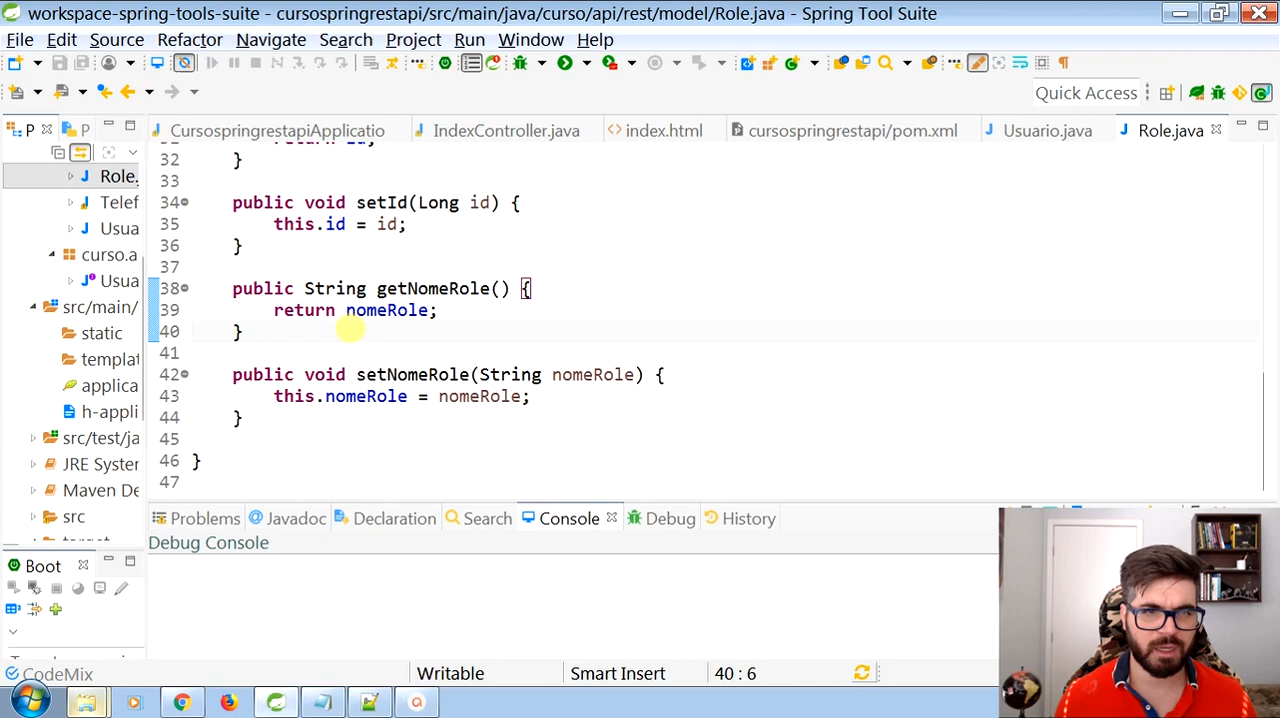 workspace-spring-tools-suite - cursospringrestapi/src/main/java/curso/api/rest/model/Role.java - Spring Tool Suite
File Edit Source Refactor Navigate Search Project Run Window Help
Quick Access
P P
CursospringrestapiApplicatio IndexController.java index.html cursospringrestapi/pom.xml Usuario.java Role.java
Role.
Telef
Usua
curso.a
Usua
src/main/
static
templat
applica
h-appli
src/test/ja
JRE System
Maven De
src
target
return id;
32 }
33
34 public void setId(Long id) {
35 this.id = id;
36 }
37
38 public String getNomeRole() {
39 return nomeRole;
40 }
41
42 public void setNomeRole(String nomeRole) {
43 this.nomeRole = nomeRole;
44 }
45
46 }
47
Problems Javadoc Declaration Search Console Debug History
Debug Console
Boot
CodeMix
Writable Smart Insert 40 : 6